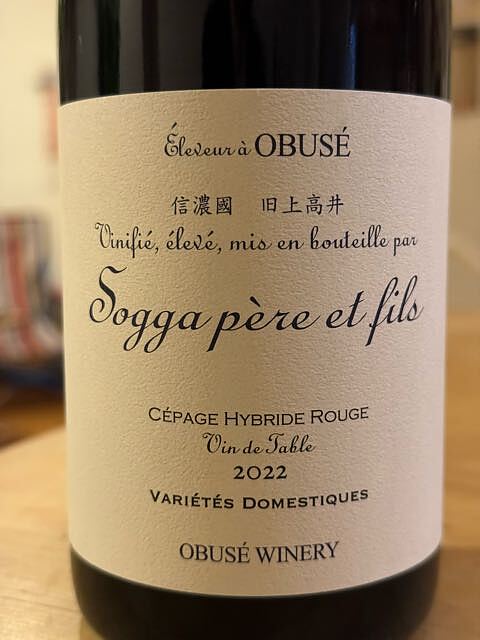 Éleveur à OBUSÉ
信濃國 旧上高井
Vinifié, élevé, mis en bouteille par
Sogga père et fils
CÉPAGE HYBRIDE ROUGE
Vin de Table
2022
VARIÉTÉS DOMESTIQUES
OBUSÉ WINERY